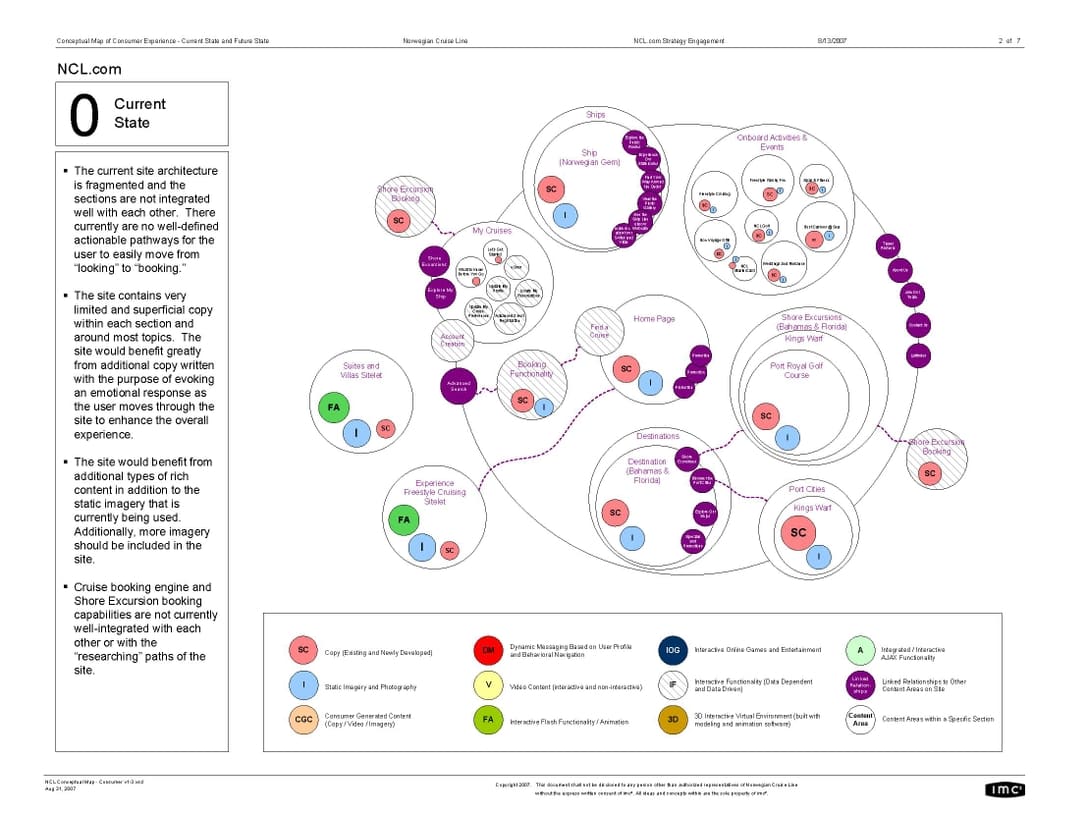 Conceptual Map of Consumer Experience - Current State and Future State
Norwegian Cruise Line
NCL.com Strategy Engagement
8/13/2007
2 of 7
NCL.com
0
Current
State
▪ The current site architecture
is fragmented and the
sections are not integrated
well with each other. There
currently are no well-defined
actionable pathways for the
user to easily move from
“looking” to “booking.”
▪ The site contains very
limited and superficial copy
within each section and
around most topics. The
site would benefit greatly
from additional copy written
with the purpose of evoking
an emotional response as
the user moves through the
site to enhance the overall
experience.
▪ The site would benefit from
additional types of rich
content in addition to the
static imagery that is
currently being used.
Additionally, more imagery
should be included in the
site.
▪ Cruise booking engine and
Shore Excursion booking
capabilities are not currently
well-integrated with each
other or with the
“researching” paths of the
site.
Ships
Ship
(Norwegian Gem)
SC
I
Onboard Activities &
Events
Shore Excursion
Booking
SC
My Cruises
Shore
Excursions
Explore My
Ship
Account
Creation
Advanced
Search
Booking
Functionality
SC
I
Find a
Cruise
Home Page
SC
I
Shore Excursions
(Bahamas & Florida)
Kings Warf
Port Royal Golf
Course
SC
I
About Us
Contact Us
Suites and
Villas Sitelet
FA
I
SC
Experience
Freestyle Cruising
Sitelet
FA
I
SC
Destinations
Destination
(Bahamas &
Florida)
SC
I
Shore Excursion
Booking
SC
Port Cities
Kings Warf
SC
I
SC
Copy (Existing and Newly Developed)
DM
Dynamic Messaging Based on User Profile
and Behavioral Navigation
IOG
Interactive Online Games and Entertainment
A
Integrated / Interactive
AJAX Functionality
I
Static Imagery and Photography
V
Video Content (interactive and non-interactive)
IF
Interactive Functionality (Data Dependent
and Data Driven)
Linked
Relation-
ships
Linked Relationships to Other
Content Areas on Site
CGC
Consumer Generated Content
(Copy / Video / Imagery)
FA
Interactive Flash Functionality / Animation
3D
3D Interactive Virtual Environment (built with
modeling and animation software)
Content
Area
Content Areas within a Specific Section
NCL Conceptual Map - Consumer v1-3.vsd
Aug 21, 2007
Copyright 2007. This document shall not be disclosed to any person other than authorized representatives of Norwegian Cruise Line
without the express written consent of imc². All ideas and concepts within are the sole property of imc².
imc²